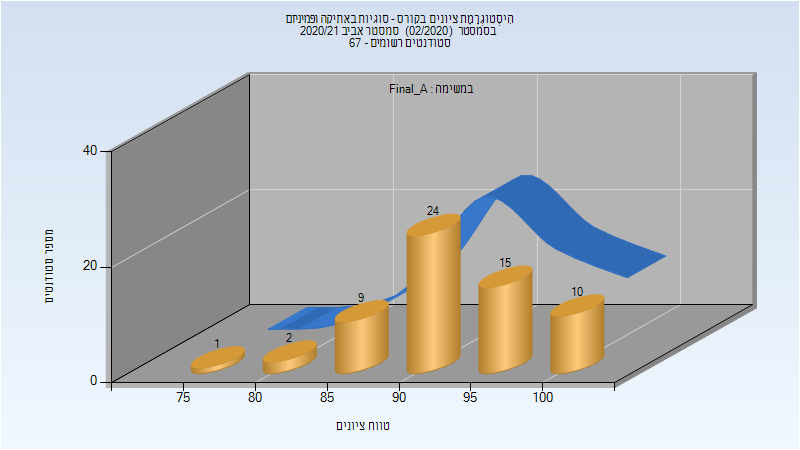 היסטוגרמת ציונים בקורס - סוגיות באתיקה ופמיניזם
בסמסטר (02/2020) סמסטר אביב 2020/21
סטודנטים רשומים - 67
במשימה : Final_A
40
20
0
מספר סטודנטים
1
2
9
24
15
10
75
80
85
90
95
100
טווח ציונים